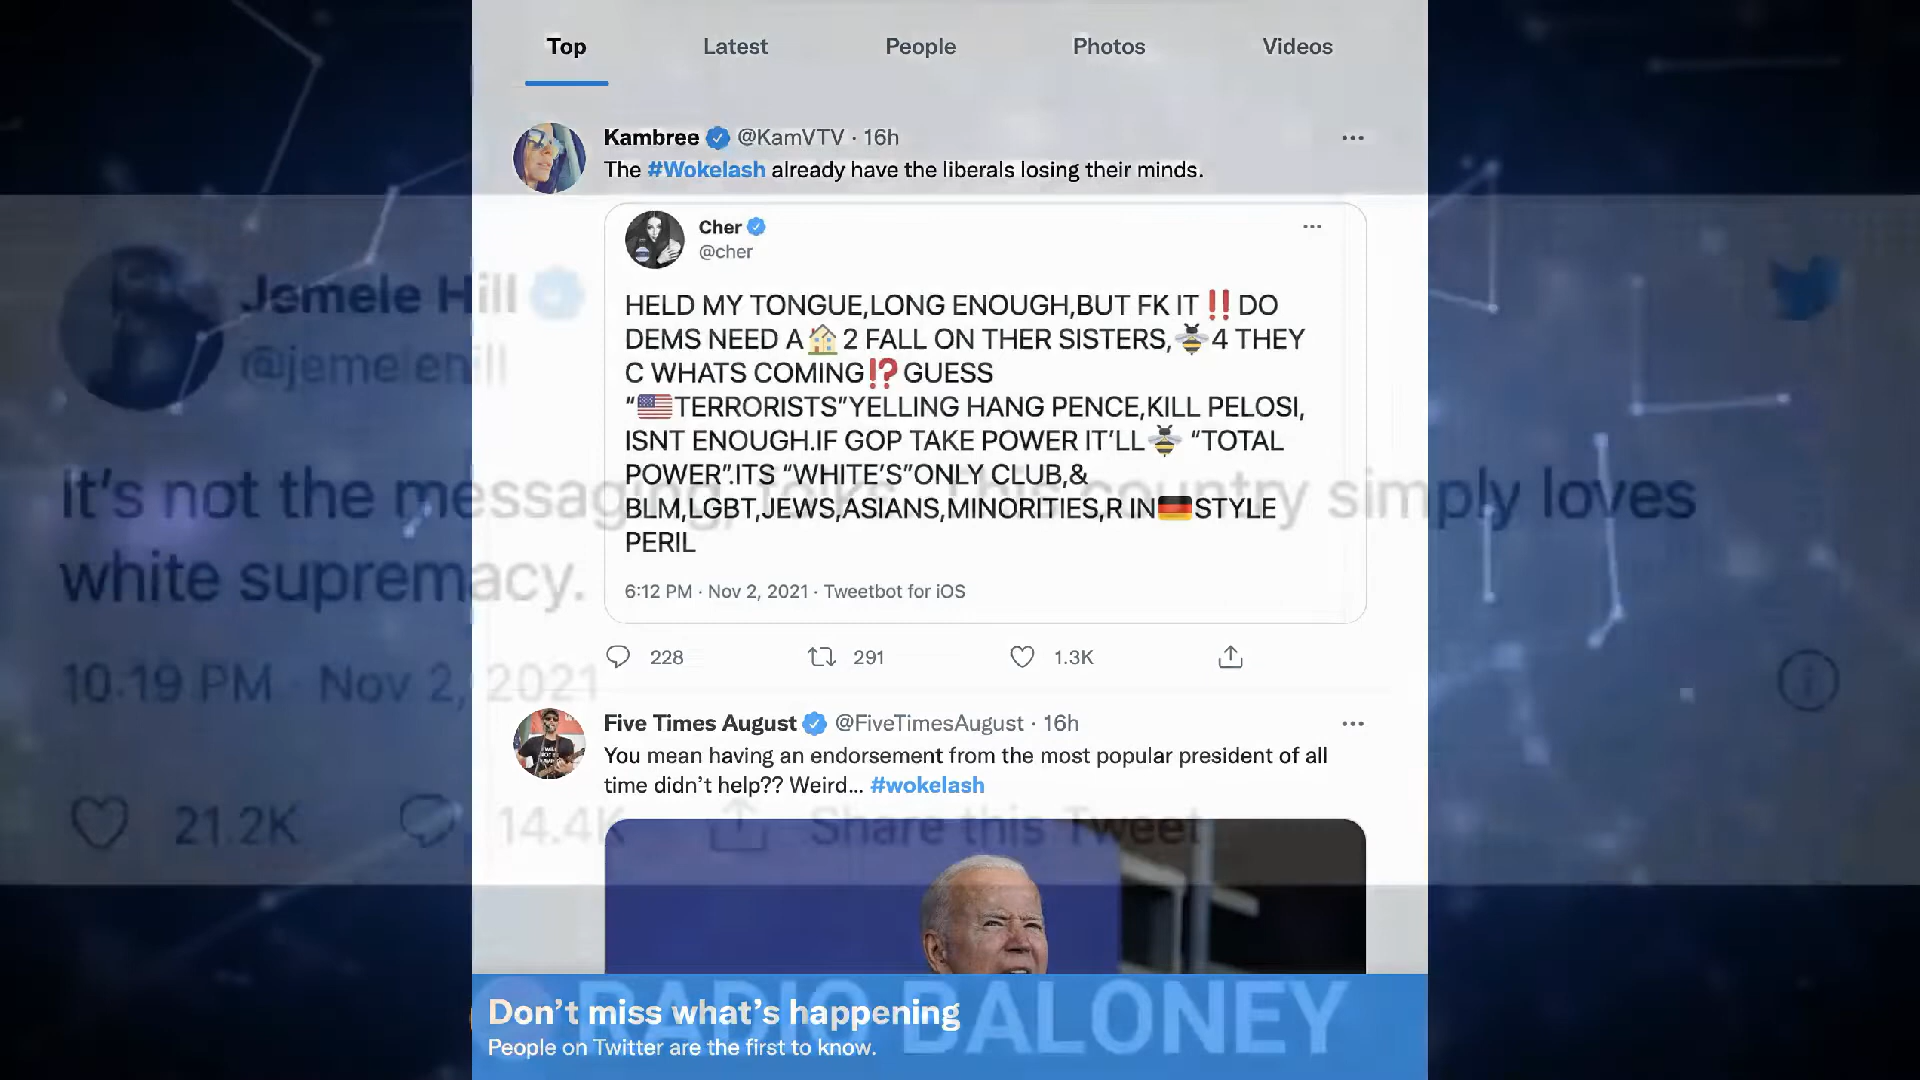 Top Latest People Photos Videos
Kambree @KamVTV · 16h
The #Wokelash already have the liberals losing their minds.
Cher
@cher
HELD MY TONGUE,LONG ENOUGH,BUT FK IT‼️DO
DEMS NEED A🏠2 FALL ON THER SISTERS,🐝4 THEY
C WHATS COMING⁉️GUESS
“🇺🇸TERRORISTS”YELLING HANG PENCE,KILL PELOSI,
ISNT ENOUGH.IF GOP TAKE POWER IT’LL🐝 “TOTAL
POWER”.ITS “WHITE’S”ONLY CLUB,&
BLM,LGBT,JEWS,ASIANS,MINORITIES,R IN🇩🇪STYLE
PERIL
6:12 PM · Nov 2, 2021 · Tweetbot for iOS
228 291 1.3K
Five Times August @FiveTimesAugust · 16h
You mean having an endorsement from the most popular president of all
time didn’t help?? Weird... #wokelash
Don’t miss what’s happening
People on Twitter are the first to know.
Jemele Hill
@jemelehill
It’s not the messaging, folks. This country simply loves
white supremacy.
10:19 PM · Nov 2, 2021
21.2K 14.4K Share this Tweet
RADIO BALONEY